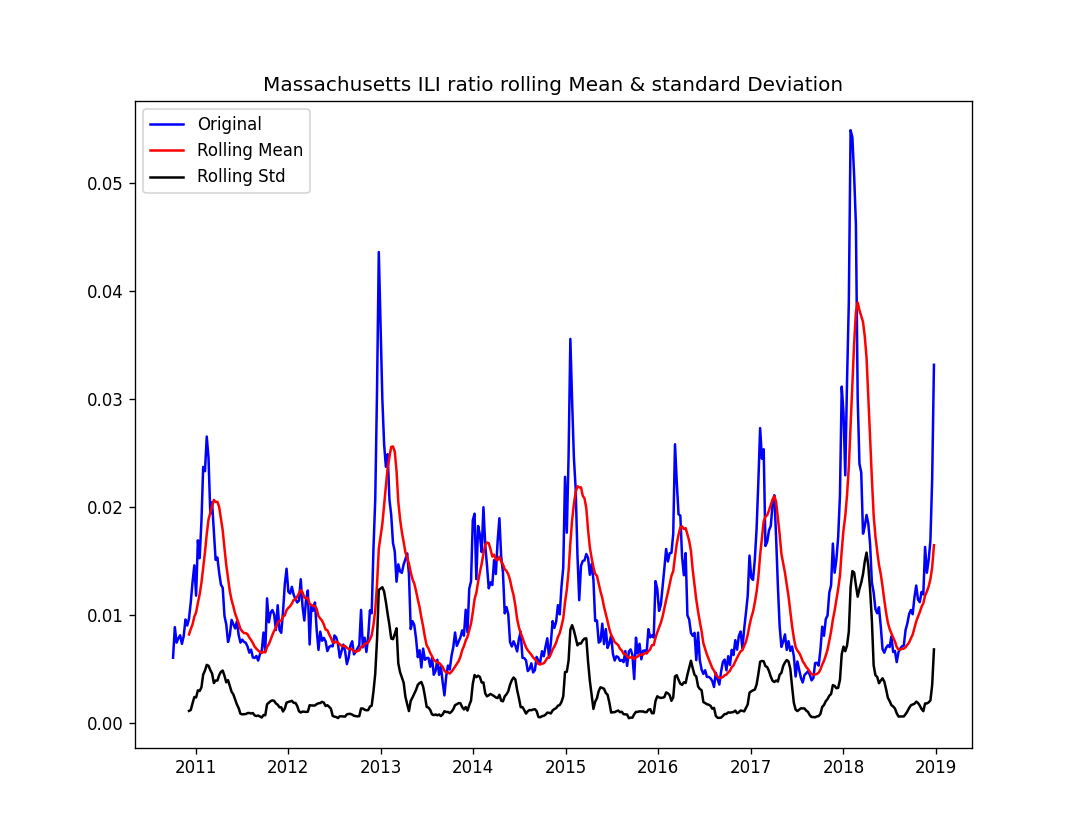 Massachusetts ILI ratio rolling Mean & standard Deviation
Original
Rolling Mean
Rolling Std
0.05
0.04
0.03
0.02
0.01
0.00
2011 2012 2013 2014 2015 2016 2017 2018 2019